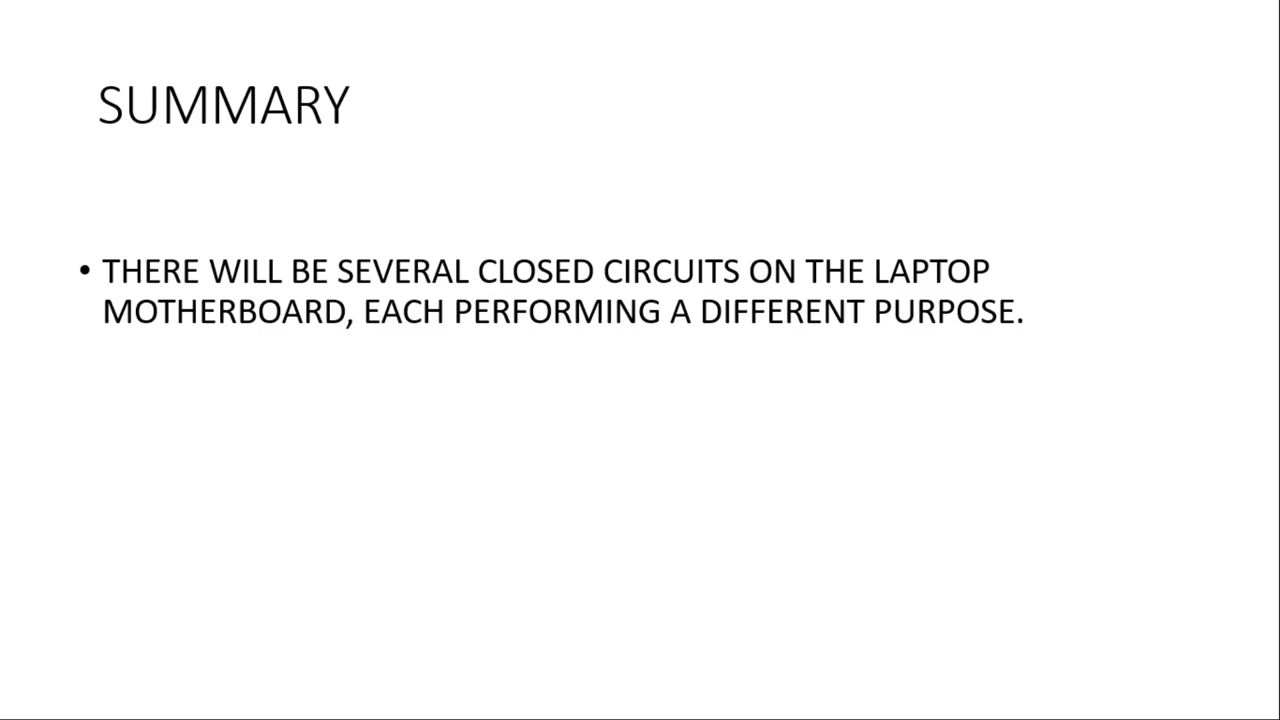 SUMMARY
• THERE WILL BE SEVERAL CLOSED CIRCUITS ON THE LAPTOP
MOTHERBOARD, EACH PERFORMING A DIFFERENT PURPOSE.